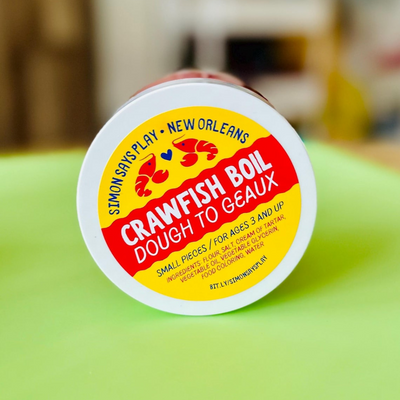 SIMON SAYS PLAY • NEW ORLEANS
CRAWFISH BOIL
DOUGH TO GEAUX
SMALL PIECES / FOR AGES 3 AND UP
INGREDIENTS: FLOUR, SALT, CREAM OF TARTAR,
VEGETABLE OIL, VEGETABLE GLYCERIN,
FOOD COLORING, WATER
BIT.LY/SIMONSAYSPLAY